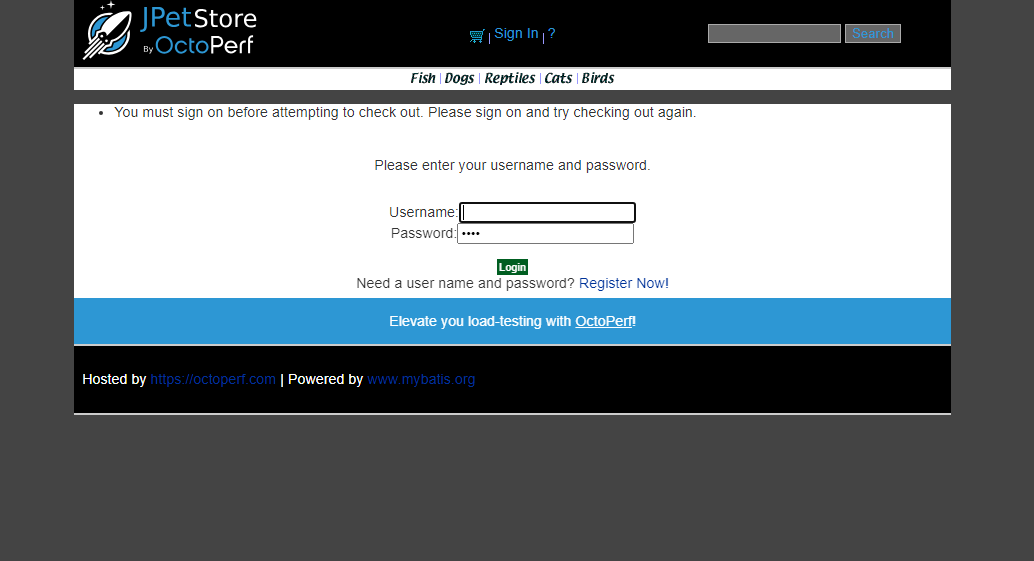 JPetStore
By OctoPerf
| Sign In | ?
Search
Fish | Dogs | Reptiles | Cats | Birds
• You must sign on before attempting to check out. Please sign on and try checking out again.
Please enter your username and password.
Username:
Password:••••
Login
Need a user name and password? Register Now!
Elevate you load-testing with OctoPerf!
Hosted by https://octoperf.com | Powered by www.mybatis.org